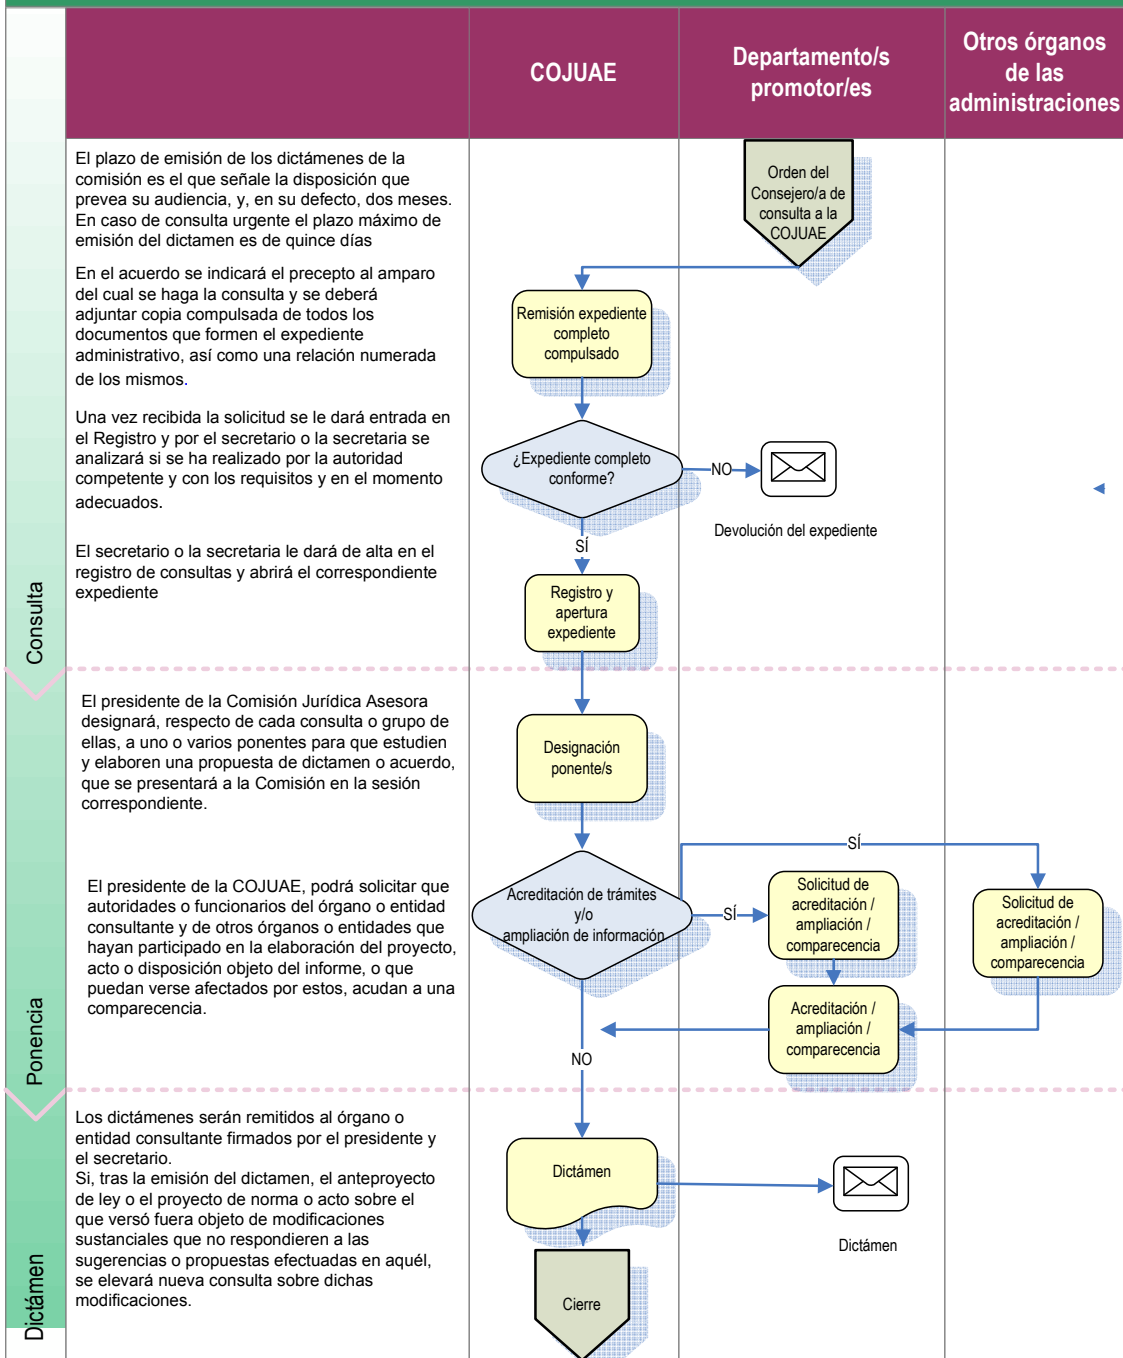 COJUAE
Departamento/s
promotor/es
Otros órganos
de las
administraciones
Consulta
El plazo de emisión de los dictámenes de la
comisión es el que señale la disposición que
prevea su audiencia, y, en su defecto, dos meses.
En caso de consulta urgente el plazo máximo de
emisión del dictamen es de quince días
En el acuerdo se indicará el precepto al amparo
del cual se haga la consulta y se deberá
adjuntar copia compulsada de todos los
documentos que formen el expediente
administrativo, así como una relación numerada
de los mismos.
Una vez recibida la solicitud se le dará entrada en
el Registro y por el secretario o la secretaria se
analizará si se ha realizado por la autoridad
competente y con los requisitos y en el momento
adecuados.
El secretario o la secretaria le dará de alta en el
registro de consultas y abrirá el correspondiente
expediente
Orden del
Consejero/a de
consulta a la
COJUAE
Remisión expediente
completo
compulsado
¿Expediente completo
conforme?
NO
Devolución del expediente
SÍ
Registro y
apertura
expediente
Ponencia
El presidente de la Comisión Jurídica Asesora
designará, respecto de cada consulta o grupo de
ellas, a uno o varios ponentes para que estudien
y elaboren una propuesta de dictamen o acuerdo,
que se presentará a la Comisión en la sesión
correspondiente.
El presidente de la COJUAE, podrá solicitar que
autoridades o funcionarios del órgano o entidad
consultante y de otros órganos o entidades que
hayan participado en la elaboración del proyecto,
acto o disposición objeto del informe, o que
puedan verse afectados por estos, acudan a una
comparecencia.
Designación
ponente/s
Acreditación de trámites
y/o
ampliación de información
SÍ
SÍ
Solicitud de
acreditación /
ampliación /
comparecencia
Solicitud de
acreditación /
ampliación /
comparecencia
Acreditación /
ampliación /
comparecencia
NO
Dictámen
Los dictámenes serán remitidos al órgano o
entidad consultante firmados por el presidente y
el secretario.
Si, tras la emisión del dictamen, el anteproyecto
de ley o el proyecto de norma o acto sobre el
que versó fuera objeto de modificaciones
sustanciales que no respondieren a las
sugerencias o propuestas efectuadas en aquél,
se elevará nueva consulta sobre dichas
modificaciones.
Dictámen
Dictámen
Cierre